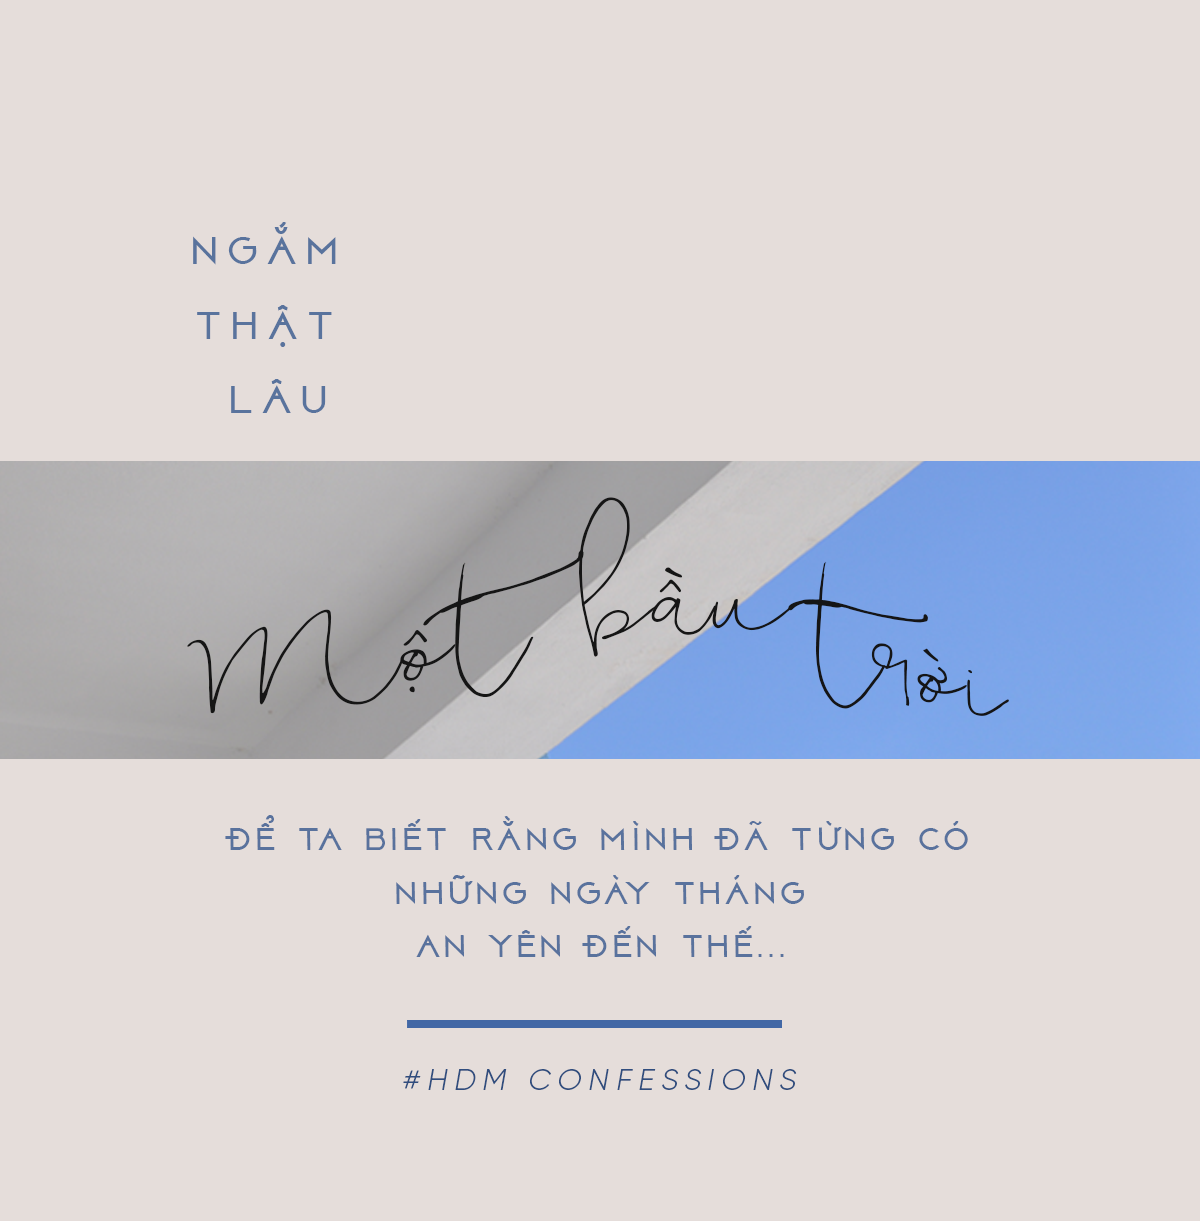 NGẮM
THẬT
LÂU
Một bầu trời
ĐỂ TA BIẾT RẰNG MÌNH ĐÃ TỪNG CÓ
NHỮNG NGÀY THÁNG
AN YÊN ĐẾN THẾ...
#HDM CONFESSIONS